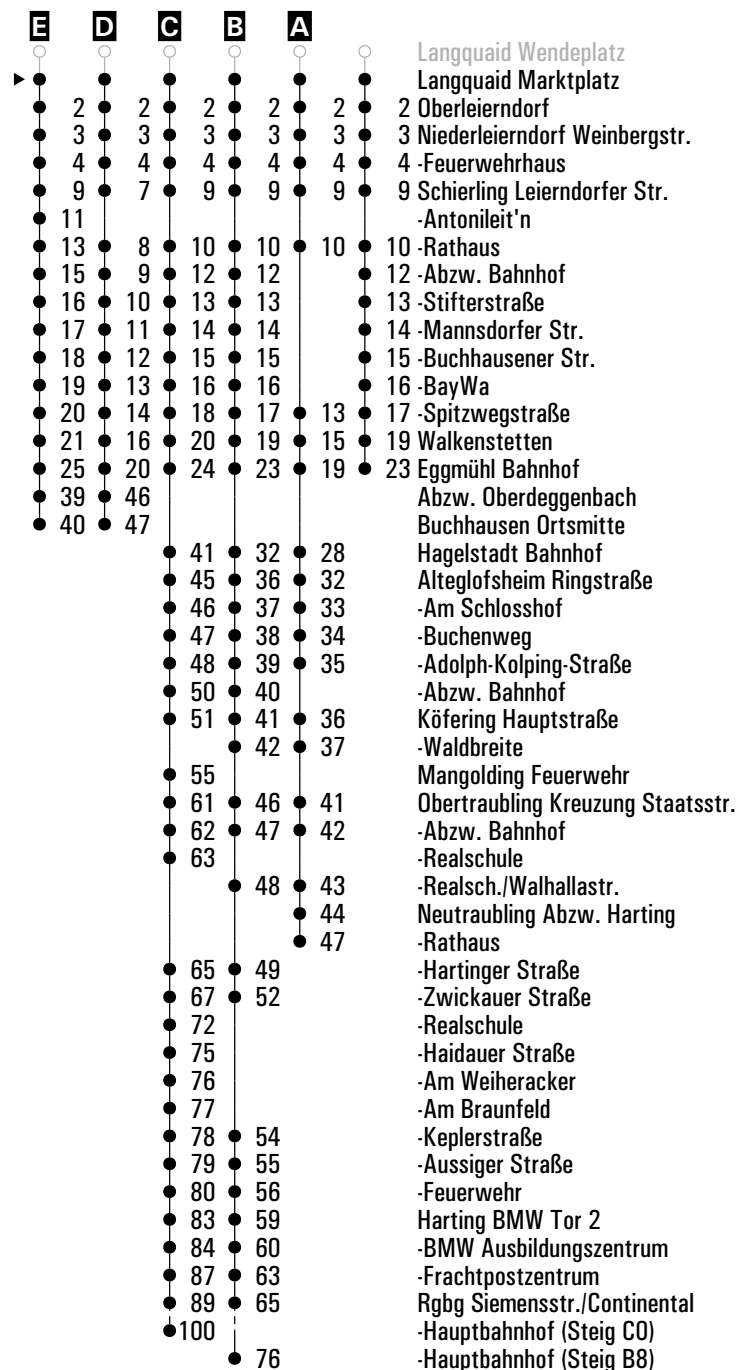 E D C B A
Langquaid Wendeplatz
Langquaid Marktplatz
2 2 2 2 2 2 Oberleierndorf
3 3 3 3 3 3 Niederleierndorf Weinbergstr.
4 4 4 4 4 4 -Feuerwehrhaus
9 7 9 9 9 9 Schierling Leierndorfer Str.
11 -Antonileit'n
13 8 10 10 10 10 -Rathaus
15 9 12 12 12 -Abzw. Bahnhof
16 10 13 13 13 -Stifterstraße
17 11 14 14 14 -Mannsdorfer Str.
18 12 15 15 15 -Buchhausener Str.
19 13 16 16 16 -BayWa
20 14 18 17 13 17 -Spitzwegstraße
21 16 20 19 15 19 Walkenstetten
25 20 24 23 19 23 Eggmühl Bahnhof
39 46 Abzw. Oberdeggenbach
40 47 Buchhausen Ortsmitte
41 32 28 Hagelstadt Bahnhof
45 36 32 Alteglofsheim Ringstraße
46 37 33 -Am Schlosshof
47 38 34 -Buchenweg
48 39 35 -Adolph-Kolping-Straße
50 40 -Abzw. Bahnhof
51 41 36 Köfering Hauptstraße
42 37 -Waldbreite
55 Mangolding Feuerwehr
61 46 41 Obertraubling Kreuzung Staatsstr.
62 47 42 -Abzw. Bahnhof
63 -Realschule
48 43 -Realsch./Walhallastr.
44 Neutraubling Abzw. Harting
47 -Rathaus
65 49 -Hartinger Straße
67 52 -Zwickauer Straße
72 -Realschule
75 -Haidauer Straße
76 -Am Weiheracker
77 -Am Braunfeld
78 54 -Keplerstraße
79 55 -Aussiger Straße
80 56 -Feuerwehr
83 59 Harting BMW Tor 2
84 60 -BMW Ausbildungszentrum
87 63 -Frachtpostzentrum
89 65 Rgbg Siemensstr./Continental
100 -Hauptbahnhof (Steig C0)
76 -Hauptbahnhof (Steig B8)